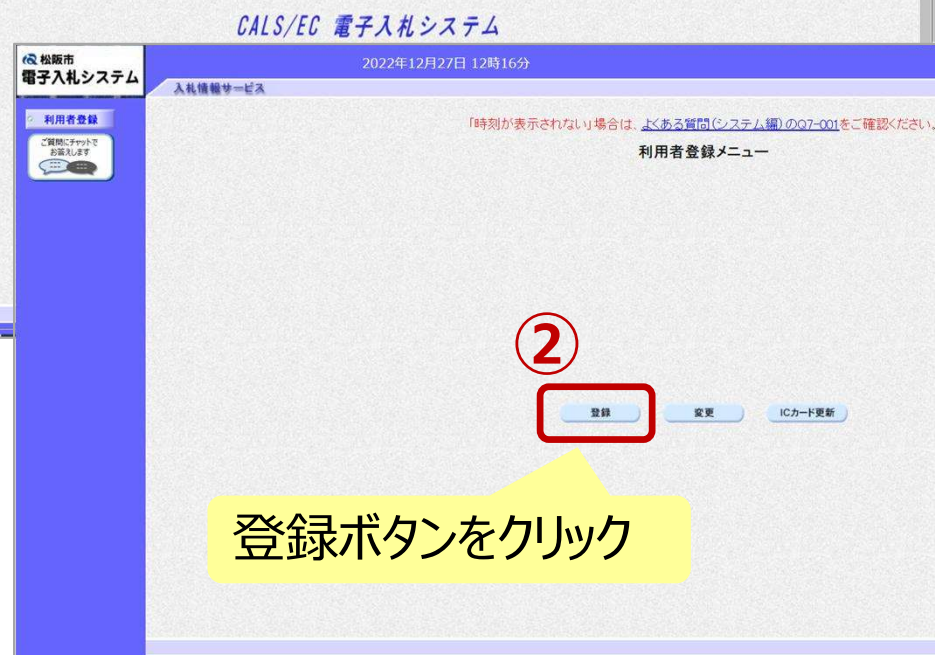 CALS/EC 電子入札システム
松阪市
電子入札システム
2022年12月27日 12時16分
入札情報サービス
利用者登録
ご質問にチャットで
お答えします
「時刻が表示されない」場合は、よくある質問(システム編)のQ7-001をご確認ください。
利用者登録メニュー
②
登録
変更
ICカード更新
登録ボタンをクリック